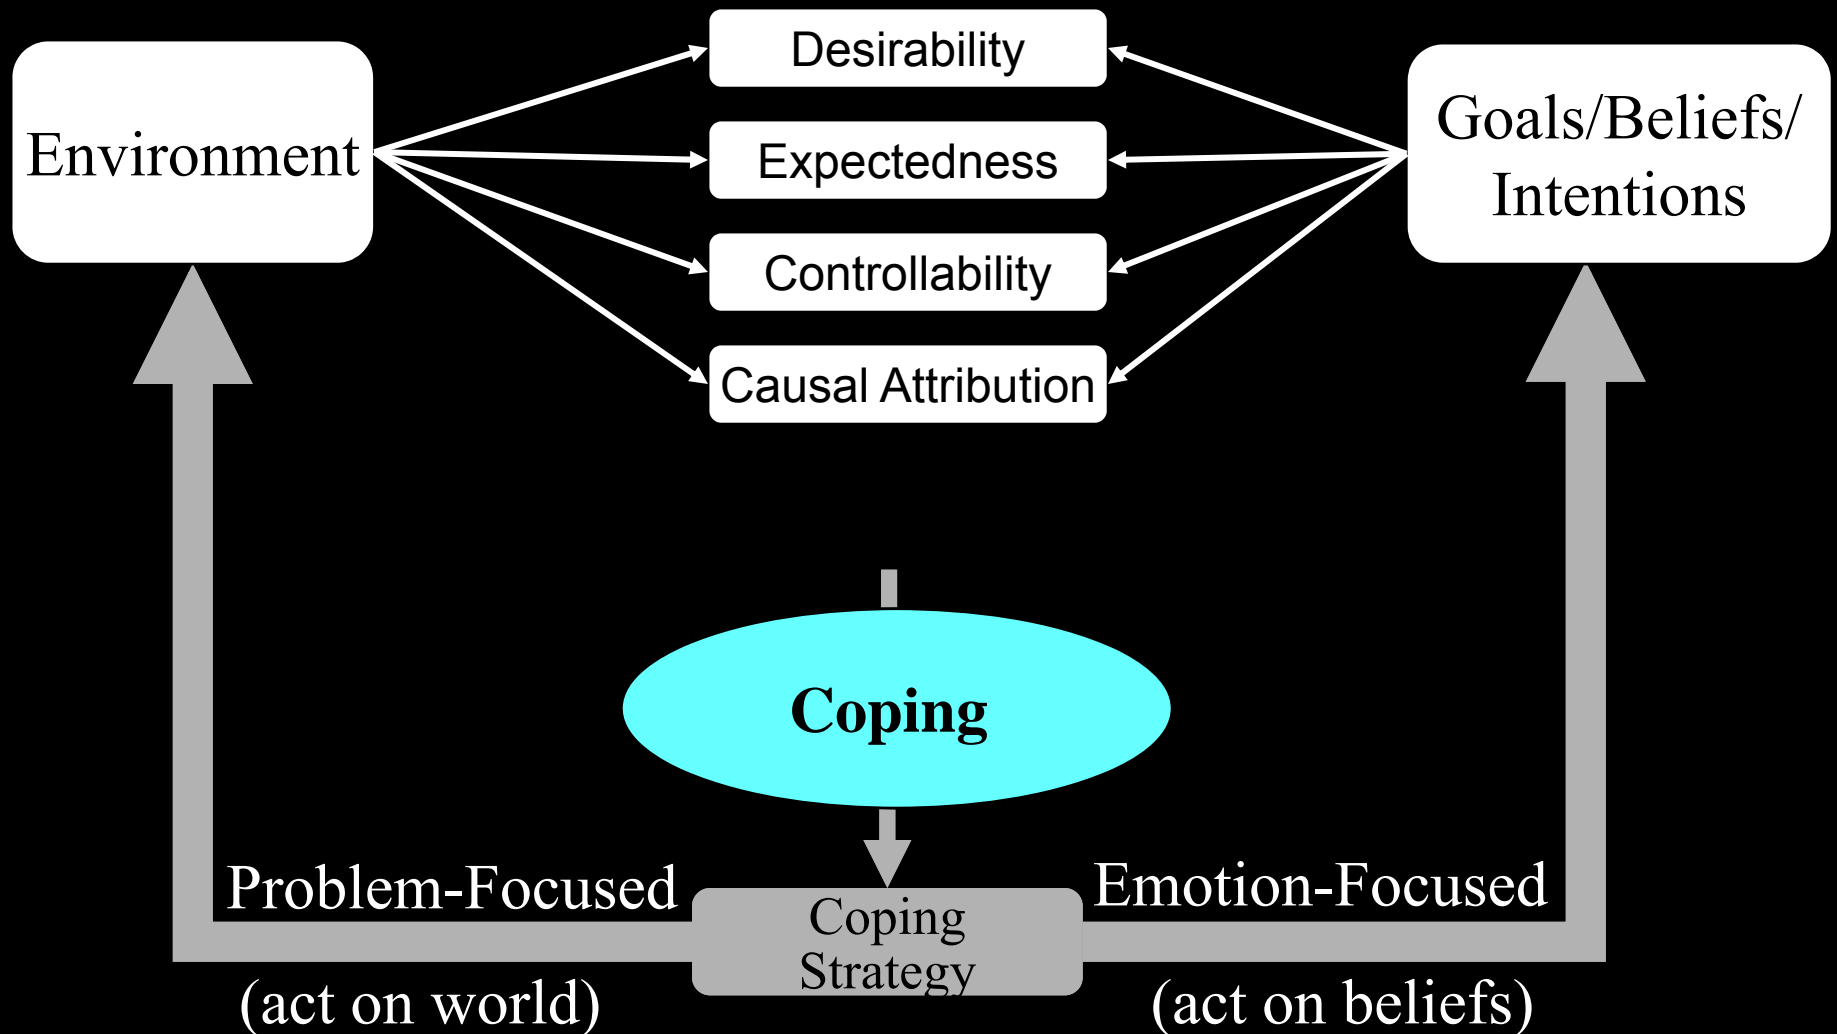 Desirability
Environment
Expectedness
Goals/Beliefs/
Intentions
Controllability
Causal Attribution
Coping
Problem-Focused
Emotion-Focused
Coping
Strategy
(act on world)
(act on beliefs)